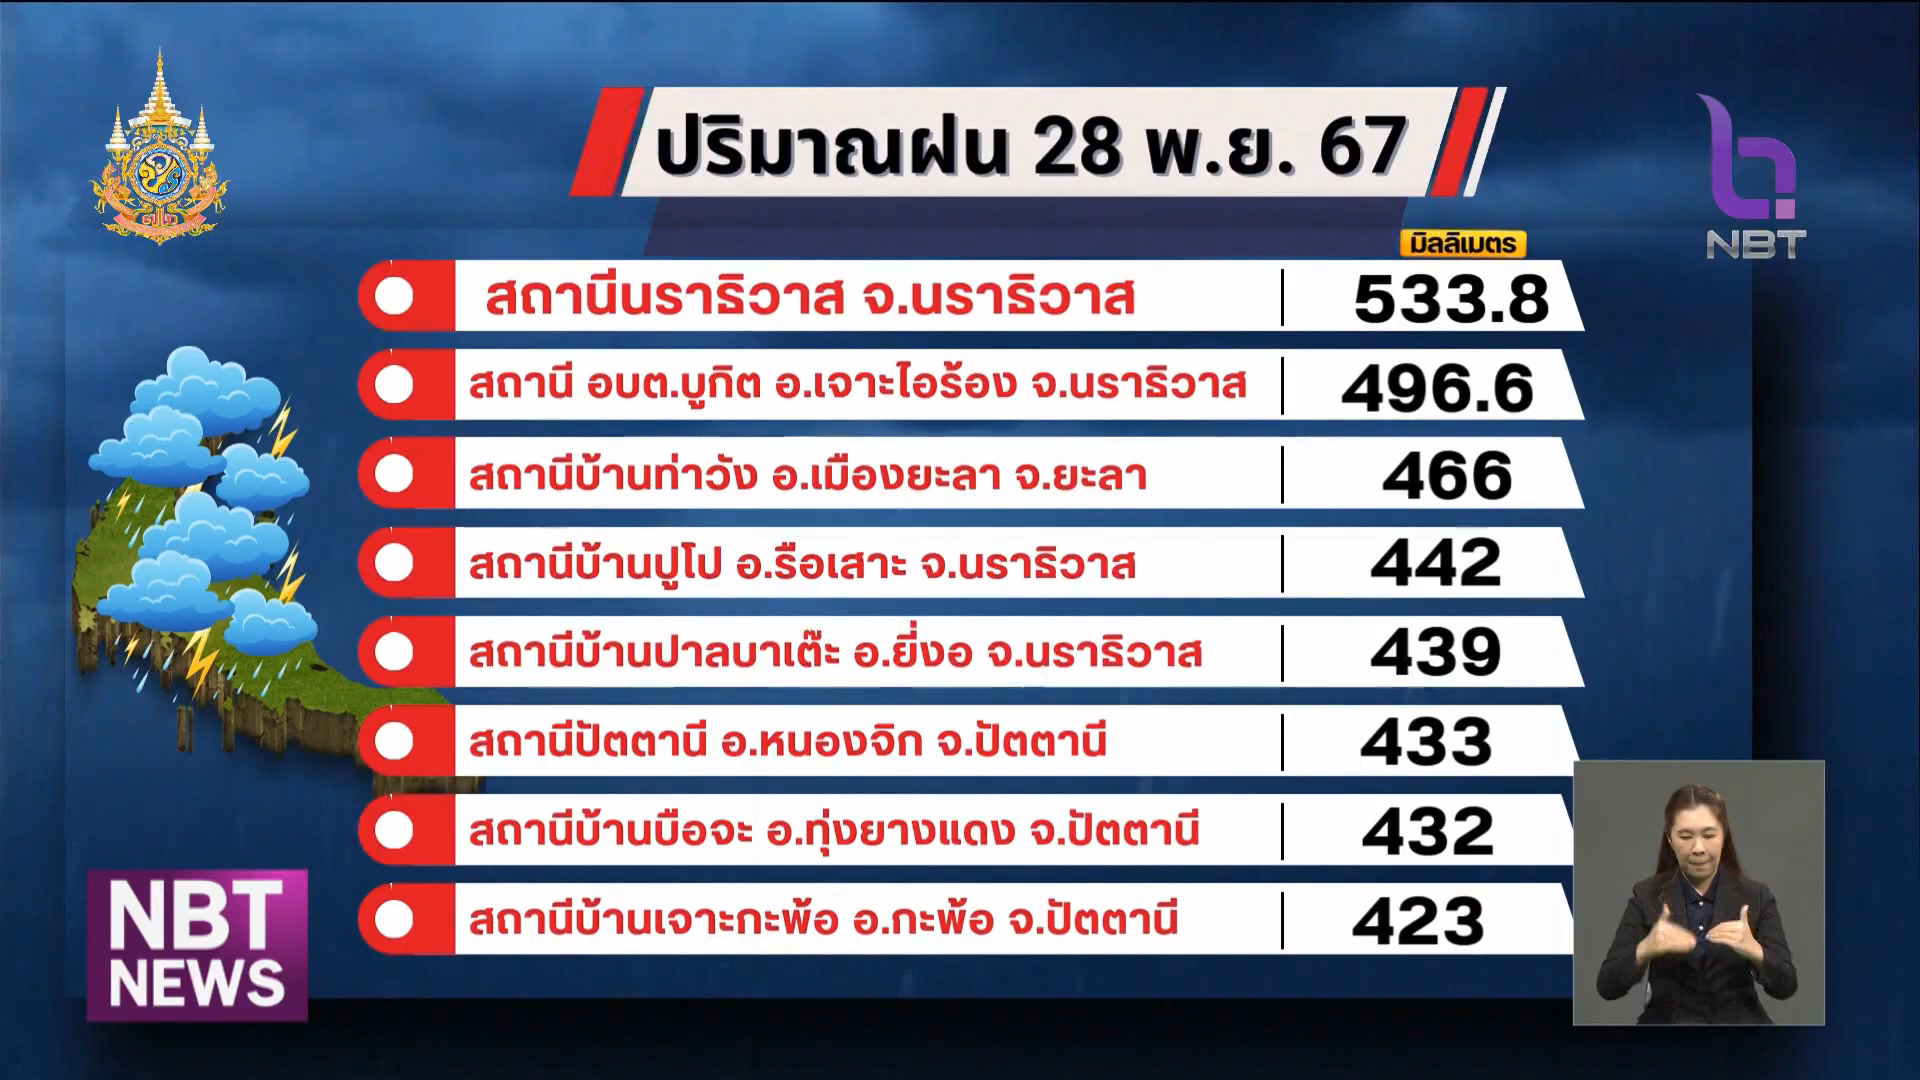 ปริมาณฝน 28 พ.ย. 67
NBT
มิลลิเมตร
สถานีนราธิวาส จ.นราธิวาส 533.8
สถานี อบต.บูกิต อ.เจาะไอร้อง จ.นราธิวาส 496.6
สถานีบ้านท่าวัง อ.เมืองยะลา จ.ยะลา 466
สถานีบ้านปูโป อ.รือเสาะ จ.นราธิวาส 442
สถานีบ้านปาลบาเต๊ะ อ.ยี่งอ จ.นราธิวาส 439
สถานีปัตตานี อ.หนองจิก จ.ปัตตานี 433
สถานีบ้านบือจะ อ.ทุ่งยางแดง จ.ปัตตานี 432
สถานีบ้านเจาะกะพ้อ อ.กะพ้อ จ.ปัตตานี 423
NBT
NEWS